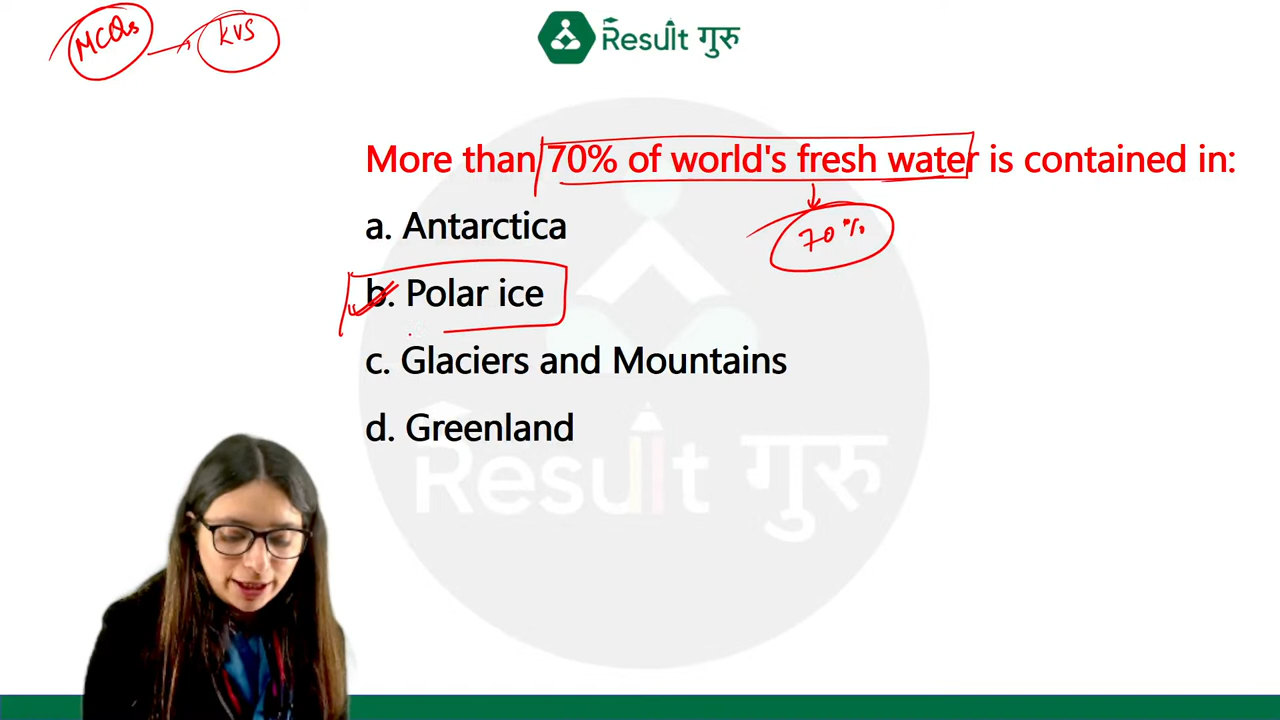 MCQs → KVS
Result गुरु
More than 70% of world's fresh water is contained in:
a. Antarctica
70%
b. Polar ice
c. Glaciers and Mountains
d. Greenland
Result गुरु